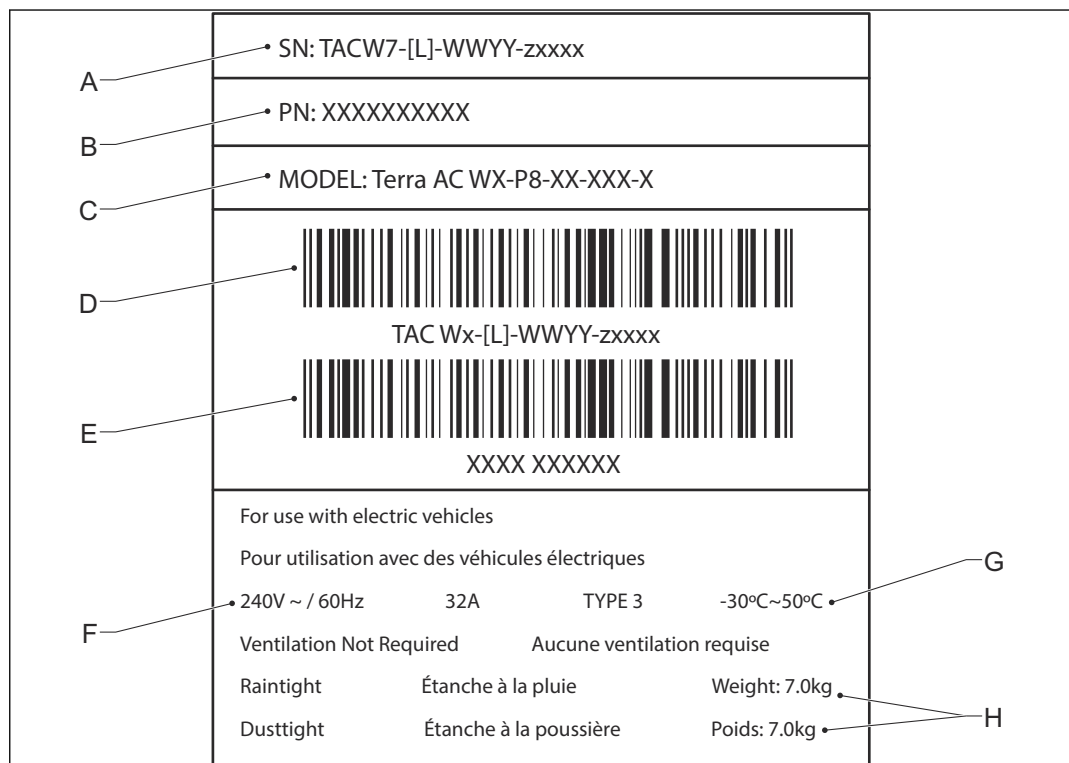 A
SN: TACW7-[L]-WWYY-zxxxx
B
PN: XXXXXXXXXX
C
MODEL: Terra AC WX-P8-XX-XXX-X
D
TAC Wx-[L]-WWYY-zxxxx
E
XXXX XXXXXX
For use with electric vehicles
Pour utilisation avec des véhicules électriques
G
F
240V ~ / 60Hz 32A TYPE 3 -30ºC~50ºC
Ventilation Not Required Aucune ventilation requise
Raintight Étanche à la pluie Weight: 7.0kg
H
Dusttight Étanche à la poussière Poids: 7.0kg